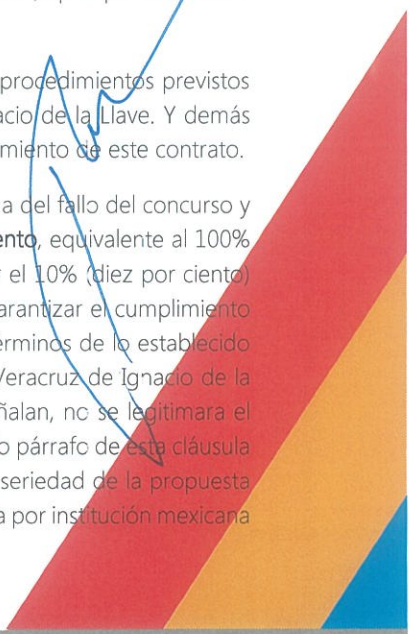 procedimientos previstos
acio de la Llave. Y demás
miento de este contrato.
a del fallo del concurso y
ento, equivalente al 100%
el 10% (diez por ciento)
arantizar el cumplimiento
érminos de lo establecido
Veracruz de Ignacio de la
ñalan, no se legitimara el
o párrafo de esta cláusula
seriedad de la propuesta
a por institución mexicana